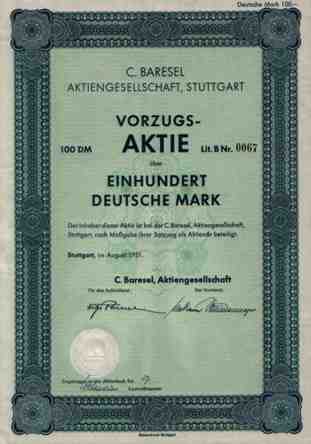 Deutsche Mark 100,—
C. BARESEL
AKTIENGESELLSCHAFT, STUTTGART
VORZUGS-
100 DM AKTIE Lit. B Nr. 0067
über
EINHUNDERT
DEUTSCHE MARK
Der Inhaber dieser Aktie ist bei der C. Baresel, Aktiengesellschaft,
Stuttgart, nach Maßgabe ihrer Satzung als Aktionär beteiligt.
Stuttgart, im August 1951.
C. Baresel, Aktiengesellschaft
Für den Aufsichtsrat: Der Vorstand: